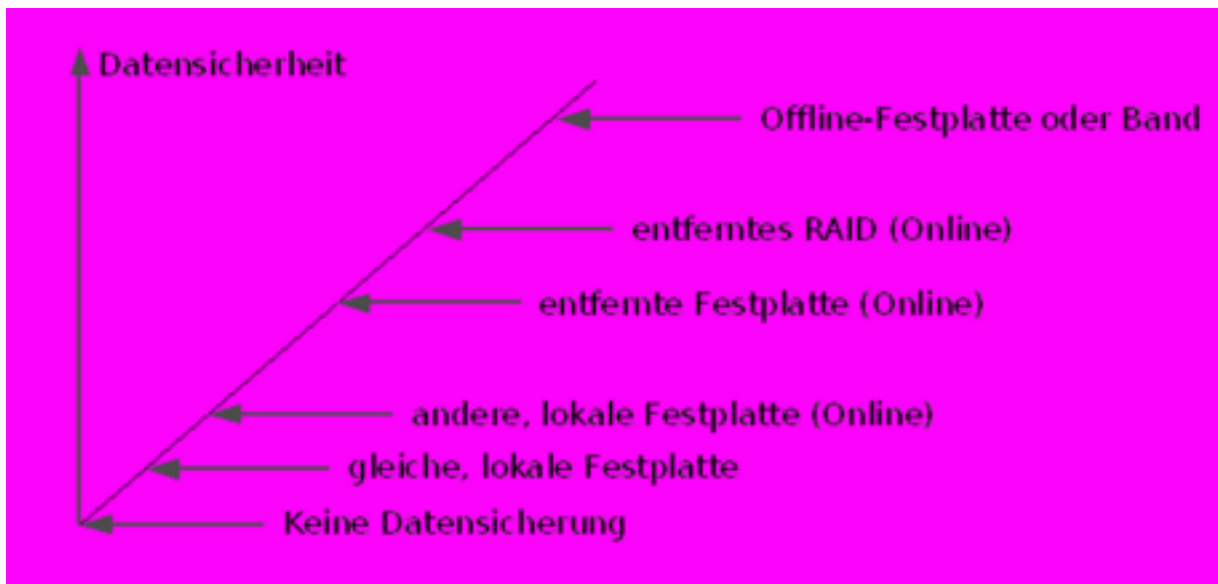 Datensicherheit
Offline-Festplatte oder Band
entferntes RAID (Online)
entfernte Festplatte (Online)
andere, lokale Festplatte (Online)
gleiche, lokale Festplatte
Keine Datensicherung